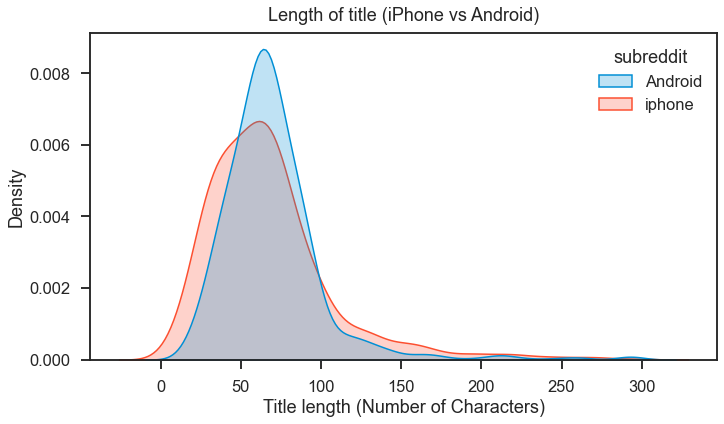 Length of title (iPhone vs Android)
subreddit
Android
iphone
Density
0.008
0.006
0.004
0.002
0.000
0 50 100 150 200 250 300
Title length (Number of Characters)